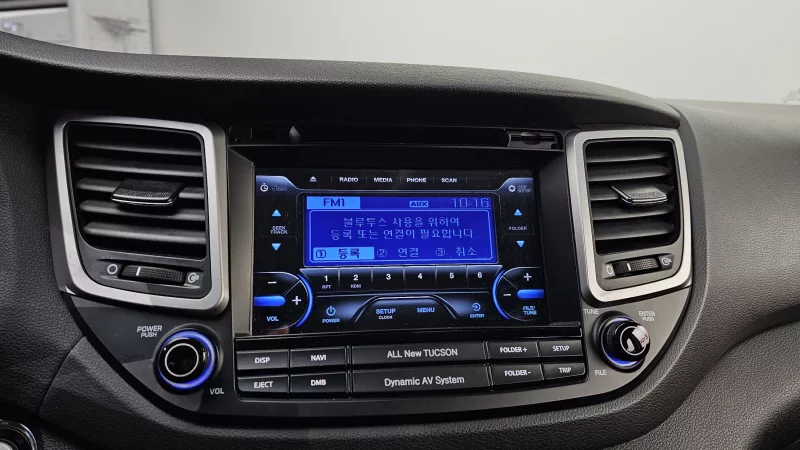 RADIO MEDIA PHONE SCAN
FM1 AUX 10:16
블루투스 사용을 위하여
등록 또는 연결이 필요합니다
1 등록 2 연결 3 취소
SEEK
TRACK
FOLDER
1 2 3 4 5 6
RPT RDM
VOL
POWER
SETUP
CLOCK
MENU
ENTER
FILE/
TUNE
POWER
PUSH
VOL
DISP NAVI ALL New TUCSON FOLDER+ SETUP
EJECT DMB Dynamic AV System FOLDER- TRIP
TUNE
ENTER
PUSH
FILE